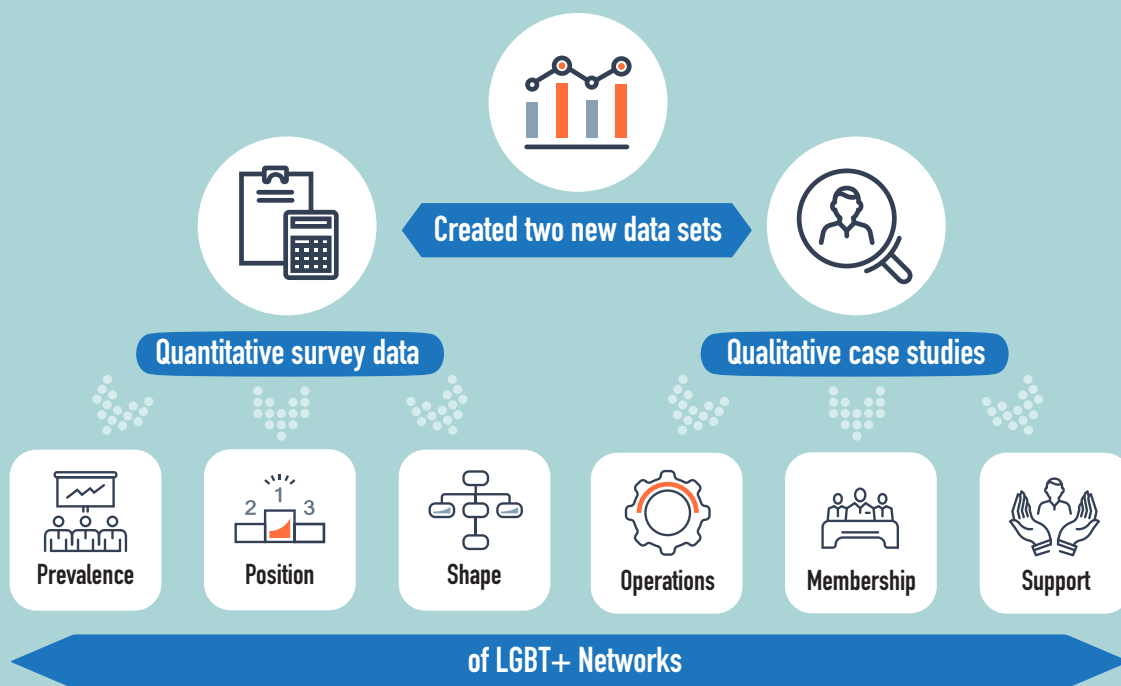 Created two new data sets
Quantitative survey data
Qualitative case studies
2 1 3
Prevalence
Position
Shape
Operations
Membership
Support
of LGBT+ Networks